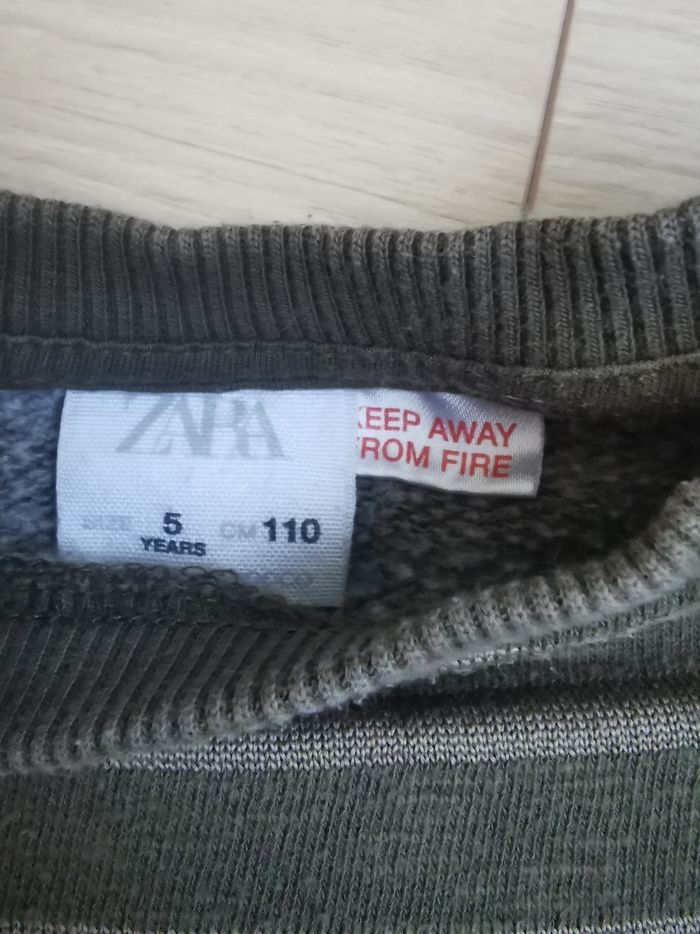 ZARA
SIZE 5 CM 110
YEARS
KEEP AWAY
FROM FIRE